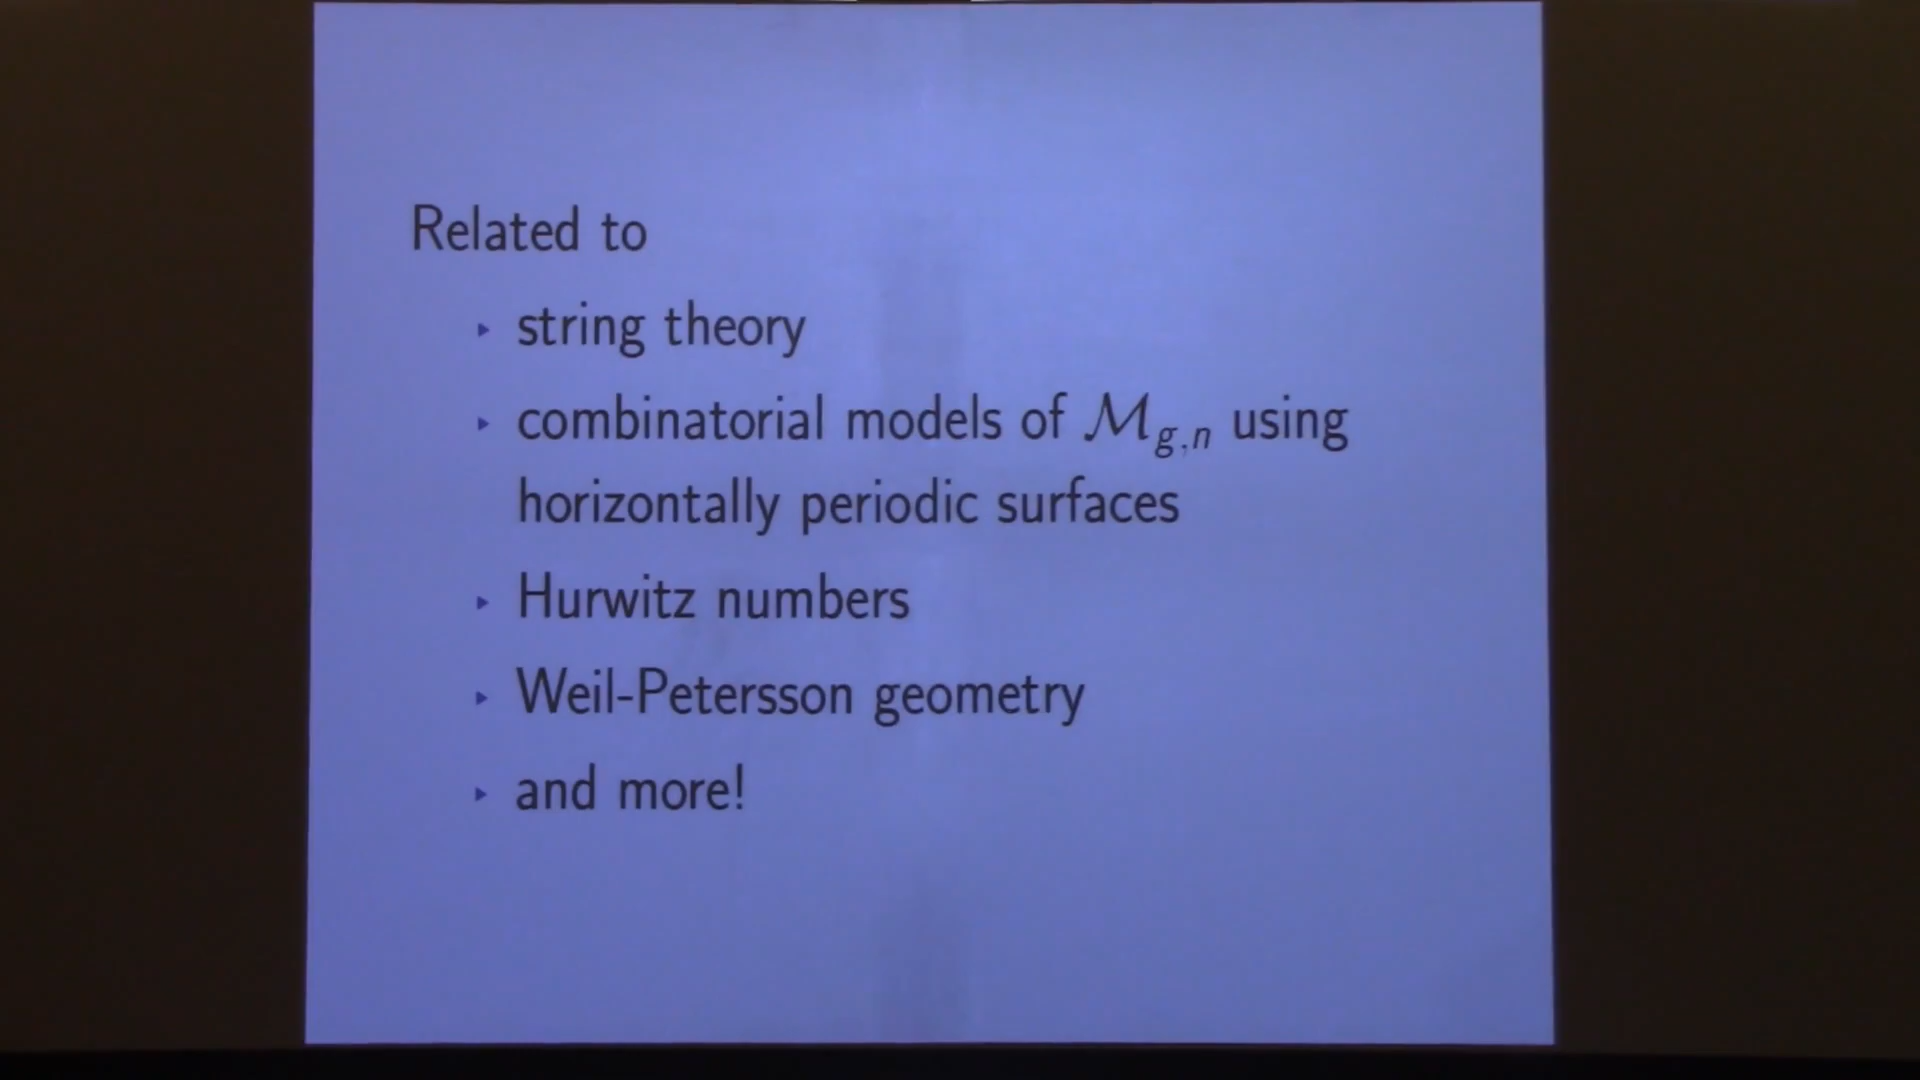 Related to
▸ string theory
▸ combinatorial models of $\mathcal{M}_{g,n}$ using
horizontally periodic surfaces
▸ Hurwitz numbers
▸ Weil-Petersson geometry
▸ and more!